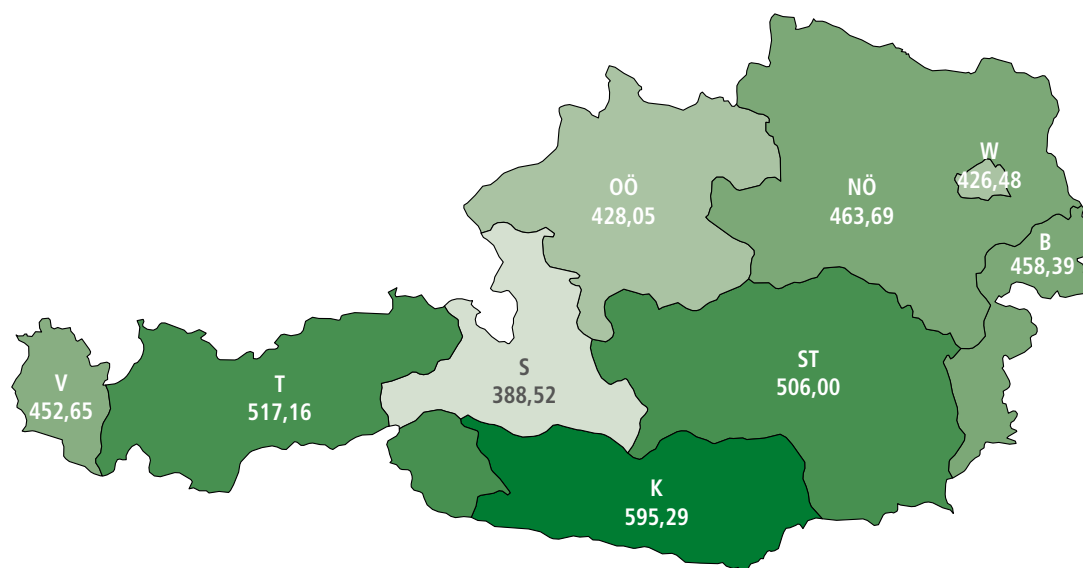 W
426,48
OÖ
428,05
NÖ
463,69
B
458,39
ST
506,00
S
388,52
V
452,65
T
517,16
K
595,29